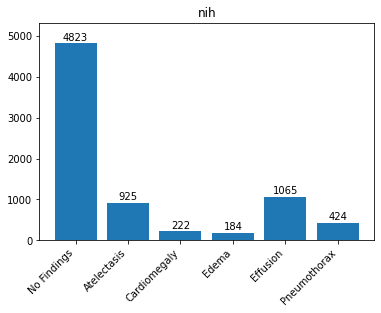 nih
5000
4000
3000
2000
1000
0
4823
925
222
184
1065
424
No Findings
Atelectasis
Cardiomegaly
Edema
Effusion
Pneumothorax